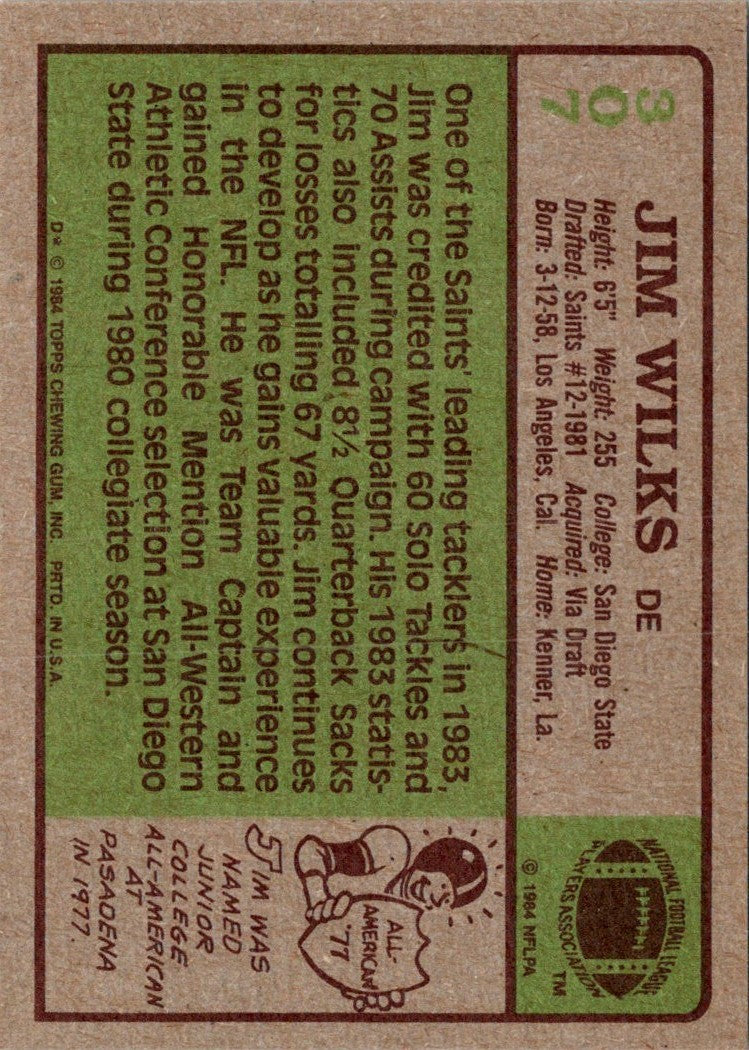 307
JIM WILKS DE
Height: 6'5" Weight: 255 College: San Diego State
Drafted: Saints #12-1981 Acquired: Via Draft
Born: 3-12-58, Los Angeles, Cal. Home: Kenner, La.
NATIONAL FOOTBALL LEAGUE
PLAYERS ASSOCIATION
TM
© 1984 NFLPA
One of the Saints' leading tacklers in 1983,
Jim was credited with 60 Solo Tackles and
70 Assists during campaign. His 1983 statis-
tics also included 8½ Quarterback Sacks
for losses totalling 67 yards. Jim continues
to develop as he gains valuable experience
in the NFL. He was Team Captain and
gained Honorable Mention All-Western
Athletic Conference selection at San Diego
State during 1980 collegiate season.
ALL-
AMERICAN
'77
JIM WAS
NAMED
JUNIOR
COLLEGE
ALL-AMERICAN
AT
PASADENA
IN 1977.
D* © 1984 TOPPS CHEWING GUM, INC. PRTD. IN U.S.A.